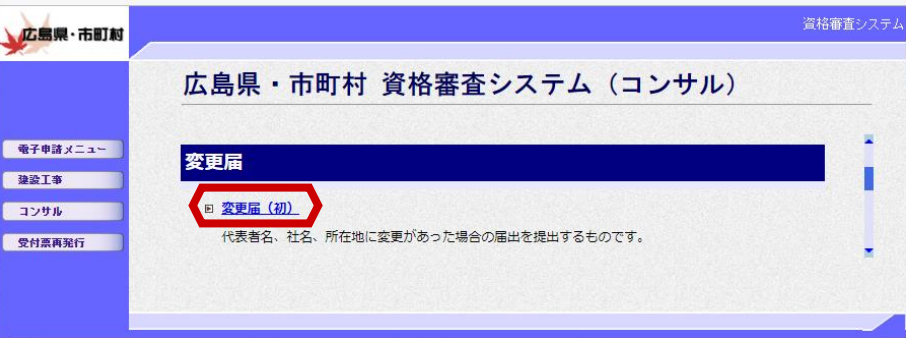 広島県・市町村
資格審査システム
広島県・市町村 資格審査システム（コンサル）
電子申請メニュー
建設工事
コンサル
受付票再発行
変更届
変更届（初）
代表者名、社名、所在地に変更があった場合の届出を提出するものです。